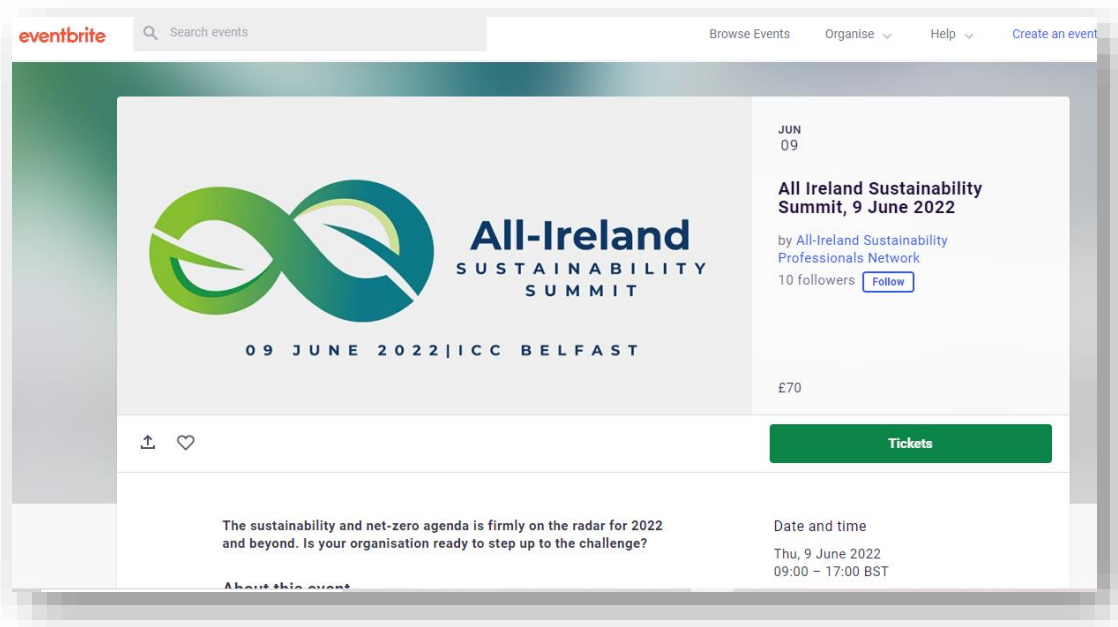 eventbrite
Search events
Browse Events
Organise
Help
Create an event
All-Ireland
SUSTAINABILITY
SUMMIT
09 JUNE 2022|ICC BELFAST
JUN
09
All Ireland Sustainability
Summit, 9 June 2022
by All-Ireland Sustainability
Professionals Network
10 followers Follow
£70
Tickets
The sustainability and net-zero agenda is firmly on the radar for 2022
and beyond. Is your organisation ready to step up to the challenge?
About this event
Date and time
Thu, 9 June 2022
09:00 – 17:00 BST